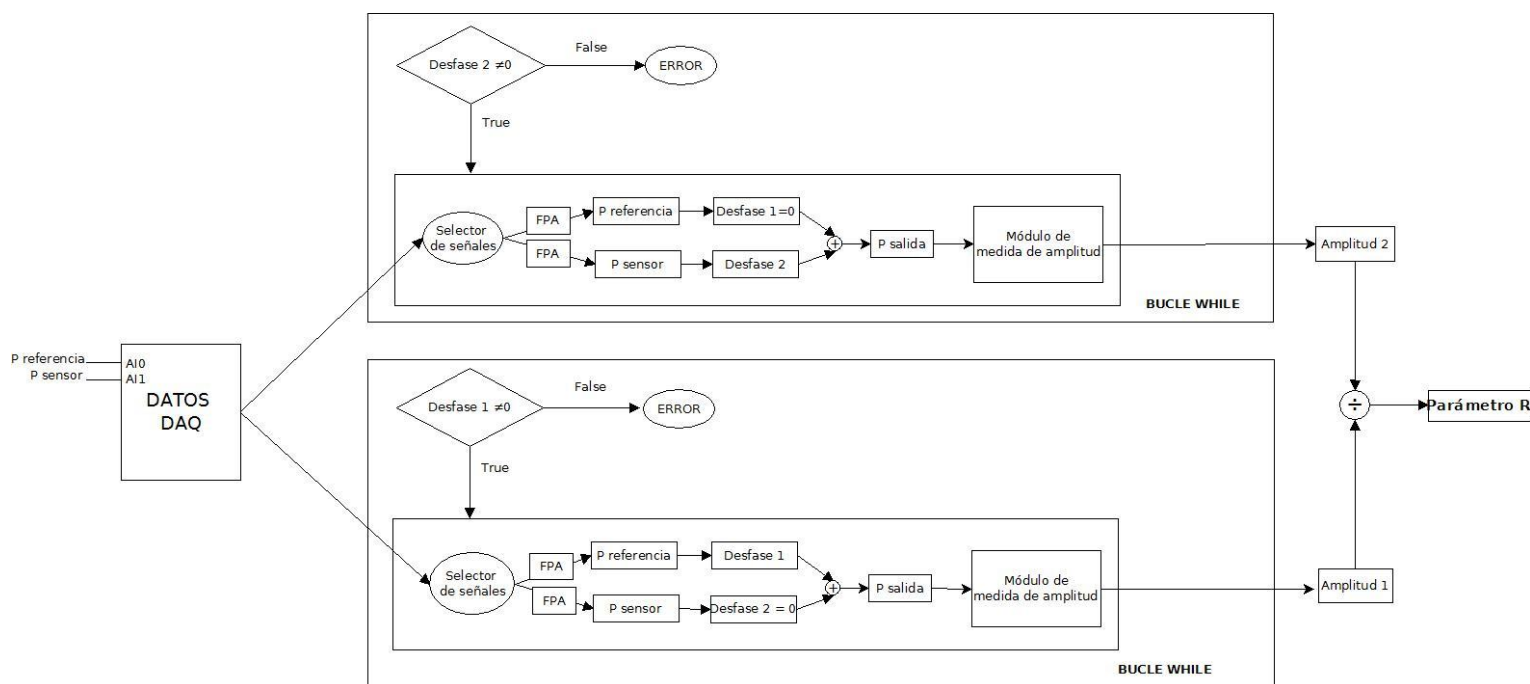 Desfase 2 ≠0
False
ERROR
True
Selector
de señales
FPA
FPA
P referencia
P sensor
Desfase 1=0
Desfase 2
+
P salida
Módulo de
medida de amplitud
BUCLE WHILE
Amplitud 2
P referencia
P sensor
AI0
AI1
DATOS
DAQ
Desfase 1 ≠0
False
ERROR
True
Selector
de señales
FPA
FPA
P referencia
P sensor
Desfase 1
Desfase 2 = 0
+
P salida
Módulo de
medida de amplitud
BUCLE WHILE
Amplitud 1
÷
Parámetro R